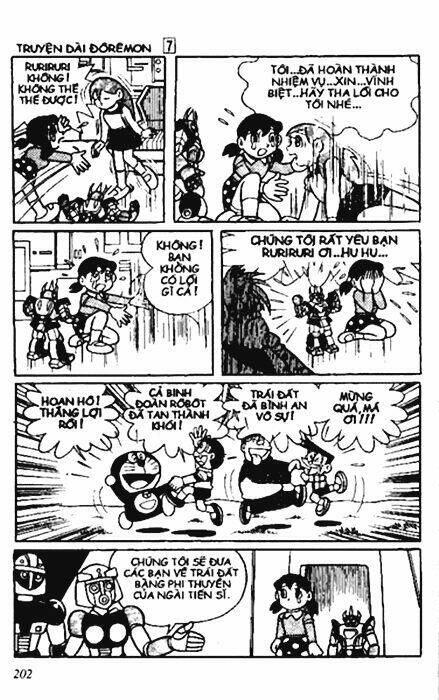 TRUYỆN DÀI ĐÔRÊMON 7
RURIRURI
KHÔNG!
KHÔNG THỂ
THẾ ĐƯỢC!
TÔI...ĐÃ HOÀN THÀNH
NHIỆM VỤ...XIN...VĨNH
BIỆT...HÃY THA LỖI CHO
TÔI NHÉ...
KHÔNG!
BẠN
KHÔNG
CÓ LỖI
GÌ CẢ!
CHÚNG TÔI RẤT YÊU BẠN
RURIRURI ƠI...HU HU...
HOAN HÔ!
THẮNG LỢI
RỒI!
CẢ BINH
ĐOÀN RÔBÔT
ĐÃ TAN THÀNH
KHÓI!
TRÁI ĐẤT
ĐÃ BÌNH AN
VÔ SỰ!
MỪNG
QUÁ, MÁ
ƠI!!!
CHÚNG TÔI SẼ ĐƯA
CÁC BẠN VỀ TRÁI ĐẤT
BẰNG PHI THUYỀN
CỦA NGÀI TIẾN SĨ.
202